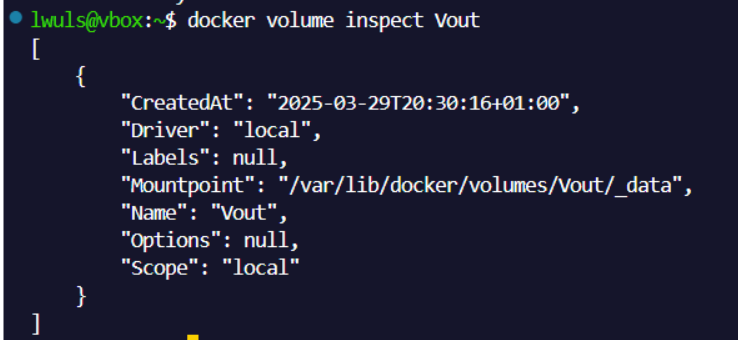 lwuls@vbox:~$ docker volume inspect Vout
[
    {
        "CreatedAt": "2025-03-29T20:30:16+01:00",
        "Driver": "local",
        "Labels": null,
        "Mountpoint": "/var/lib/docker/volumes/Vout/_data",
        "Name": "Vout",
        "Options": null,
        "Scope": "local"
    }
]